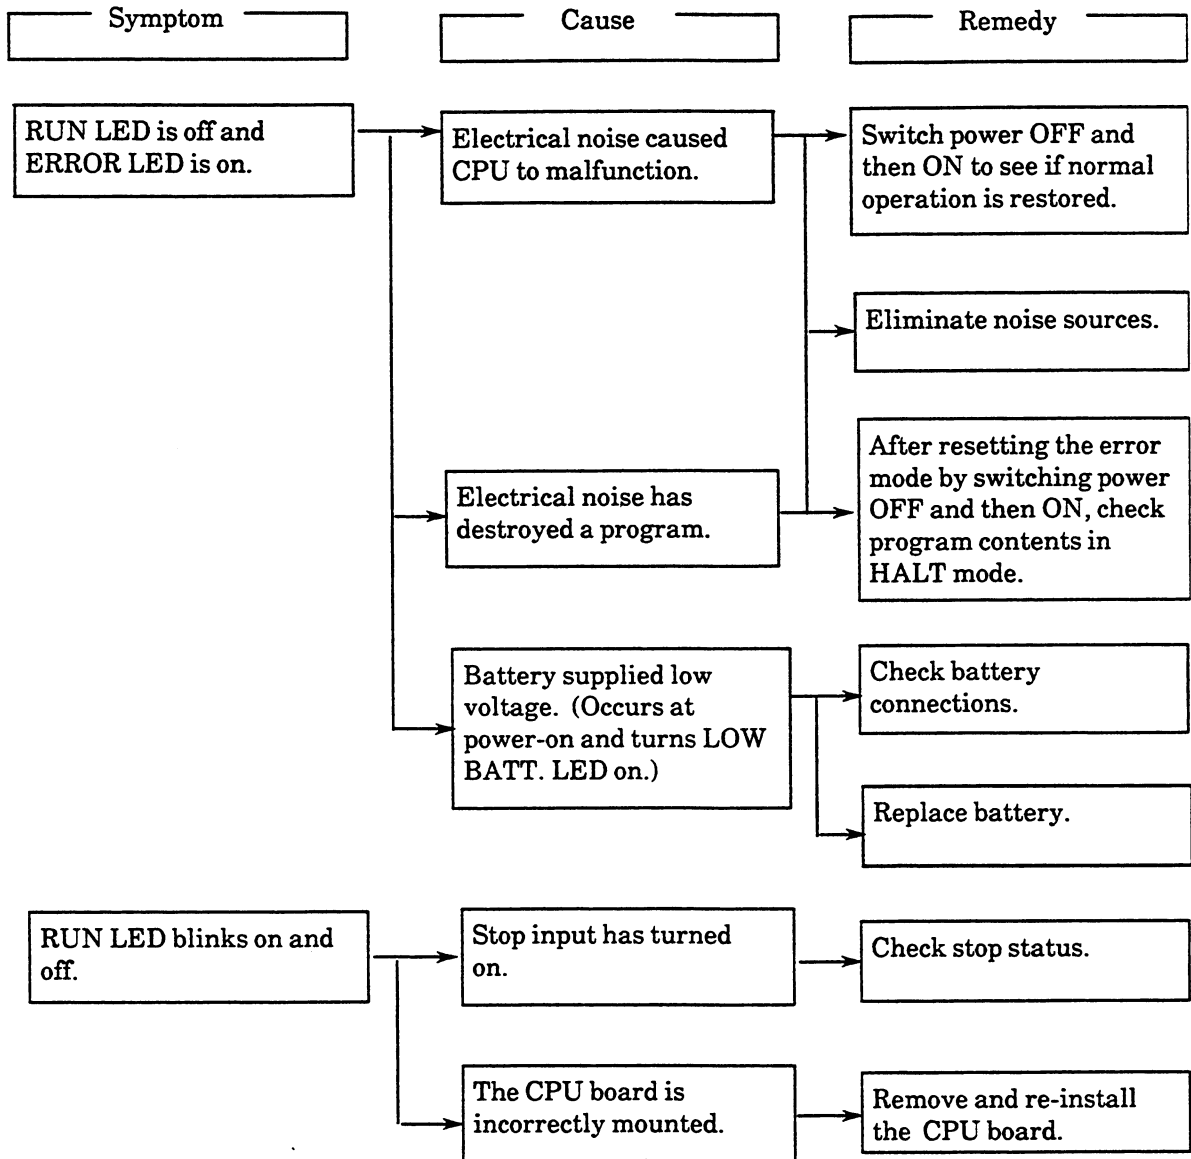 Symptom
Cause
Remedy
RUN LED is off and
ERROR LED is on.
Electrical noise caused
CPU to malfunction.
Switch power OFF and
then ON to see if normal
operation is restored.
Eliminate noise sources.
Electrical noise has
destroyed a program.
After resetting the error
mode by switching power
OFF and then ON, check
program contents in
HALT mode.
Battery supplied low
voltage. (Occurs at
power-on and turns LOW
BATT. LED on.)
Check battery
connections.
Replace battery.
RUN LED blinks on and
off.
Stop input has turned
on.
Check stop status.
The CPU board is
incorrectly mounted.
Remove and re-install
the CPU board.